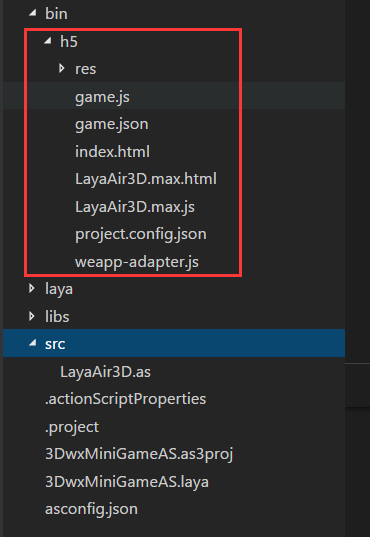 bin
h5
res
game.js
game.json
index.html
LayaAir3D.max.html
LayaAir3D.max.js
project.config.json
weapp-adapter.js
laya
libs
src
LayaAir3D.as
.actionScriptProperties
.project
3DwxMiniGameAS.as3proj
3DwxMiniGameAS.laya
asconfig.json